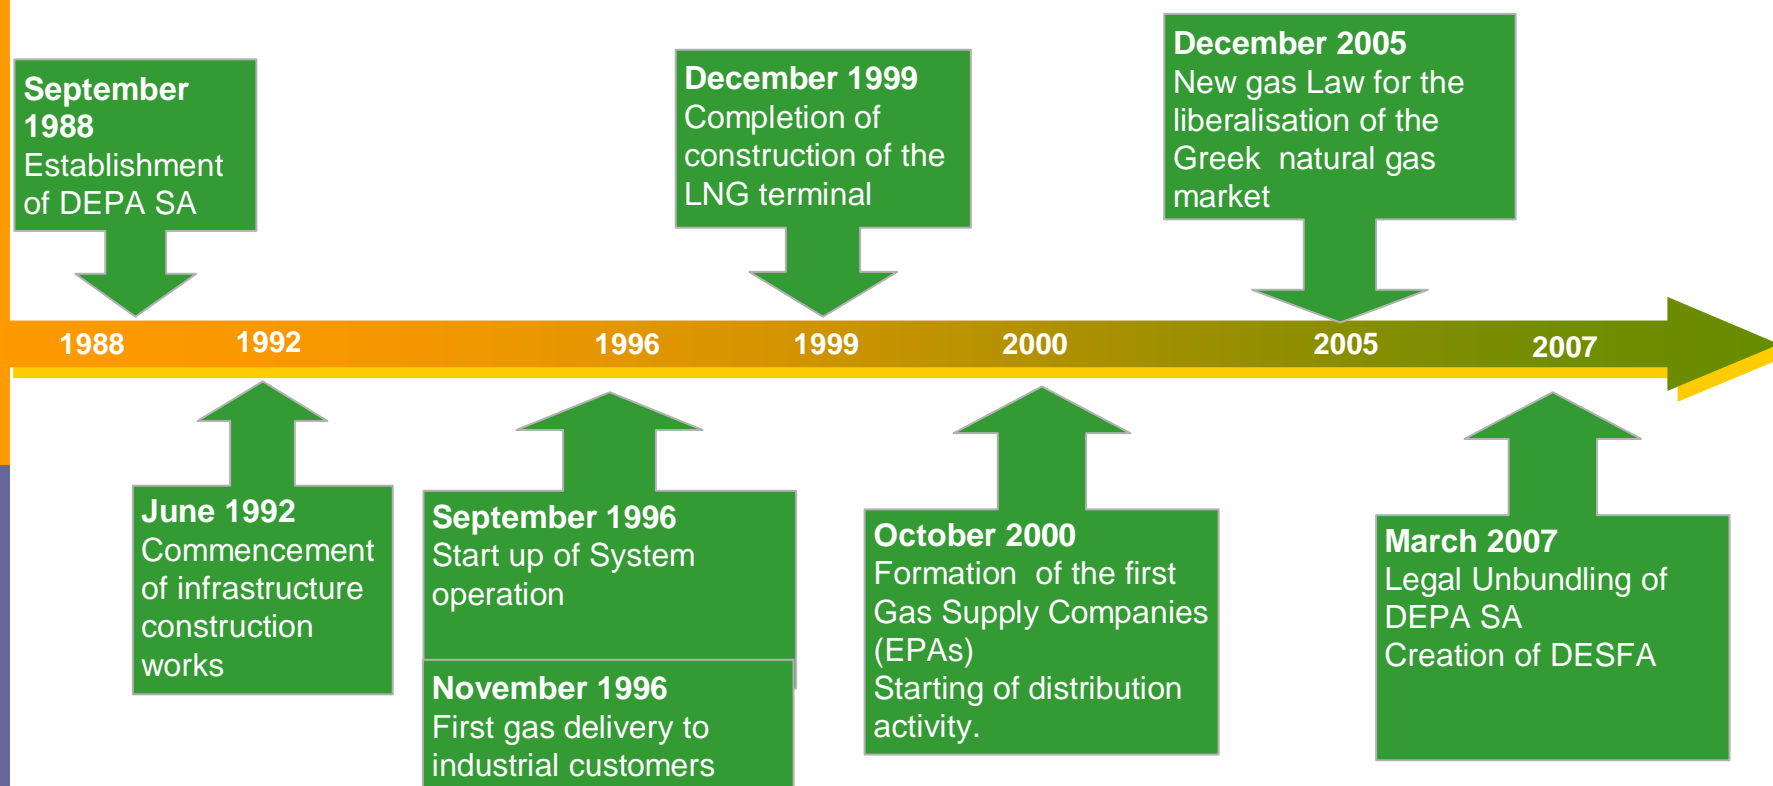 September
1988
Establishment
of DEPA SA
December 1999
Completion of
construction of the
LNG terminal
December 2005
New gas Law for the
liberalisation of the
Greek  natural gas
market
1988
1992
1996
1999
2000
2005
2007
June 1992
Commencement
of infrastructure
construction
works
September 1996
Start up of System
operation
November 1996
First gas delivery to
industrial customers
October 2000
Formation  of the first
Gas Supply Companies
(EPAs)
Starting of distribution
activity.
March 2007
Legal Unbundling of
DEPA SA
Creation of DESFA